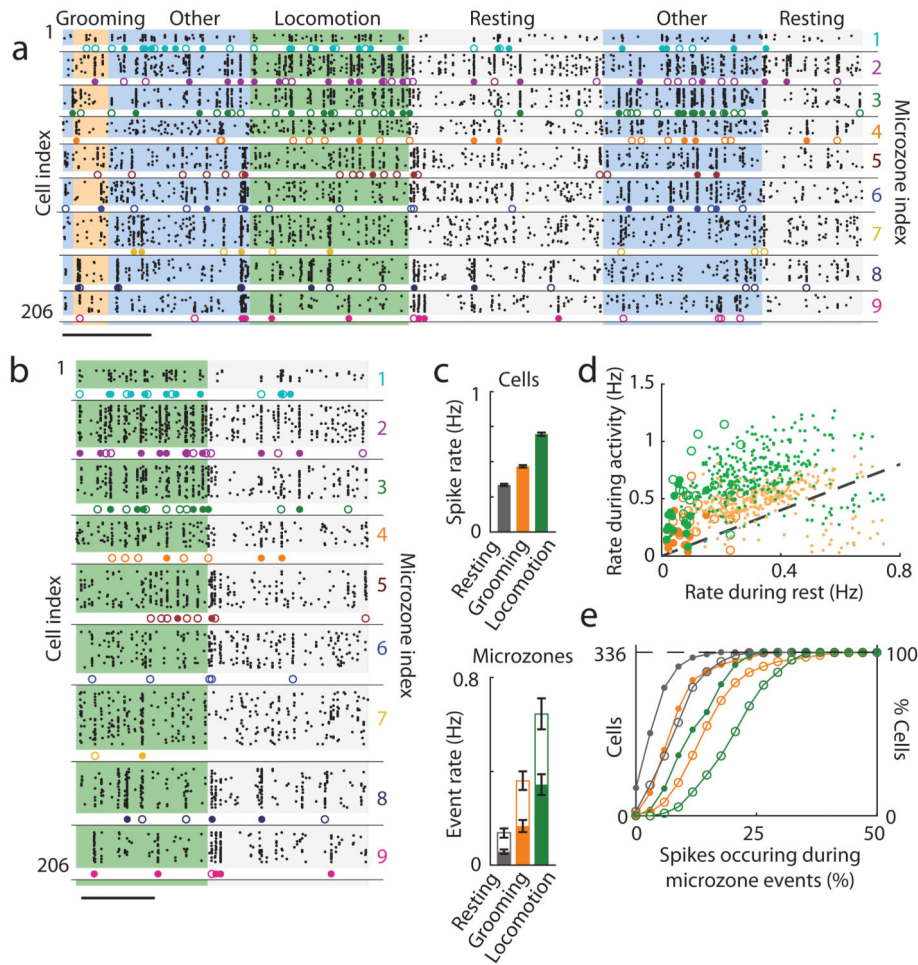 Grooming Other Locomotion Resting Other Resting
a
1
Cell index
206
1
2
3
4
5
6
7
8
9
Microzone index
b
1
Cell index
206
1
2
3
4
5
6
7
8
9
Microzone index
c
Cells
Spike rate (Hz)
1
0
Resting
Grooming
Locomotion
Microzones
Event rate (Hz)
0.8
0
Resting
Grooming
Locomotion
d
Rate during activity (Hz)
1.5
1
0.5
0
0 0.4 0.8
Rate during rest (Hz)
e
336
Cells
0
100
% Cells
0
0 25 50
Spikes occuring during
microzone events (%)